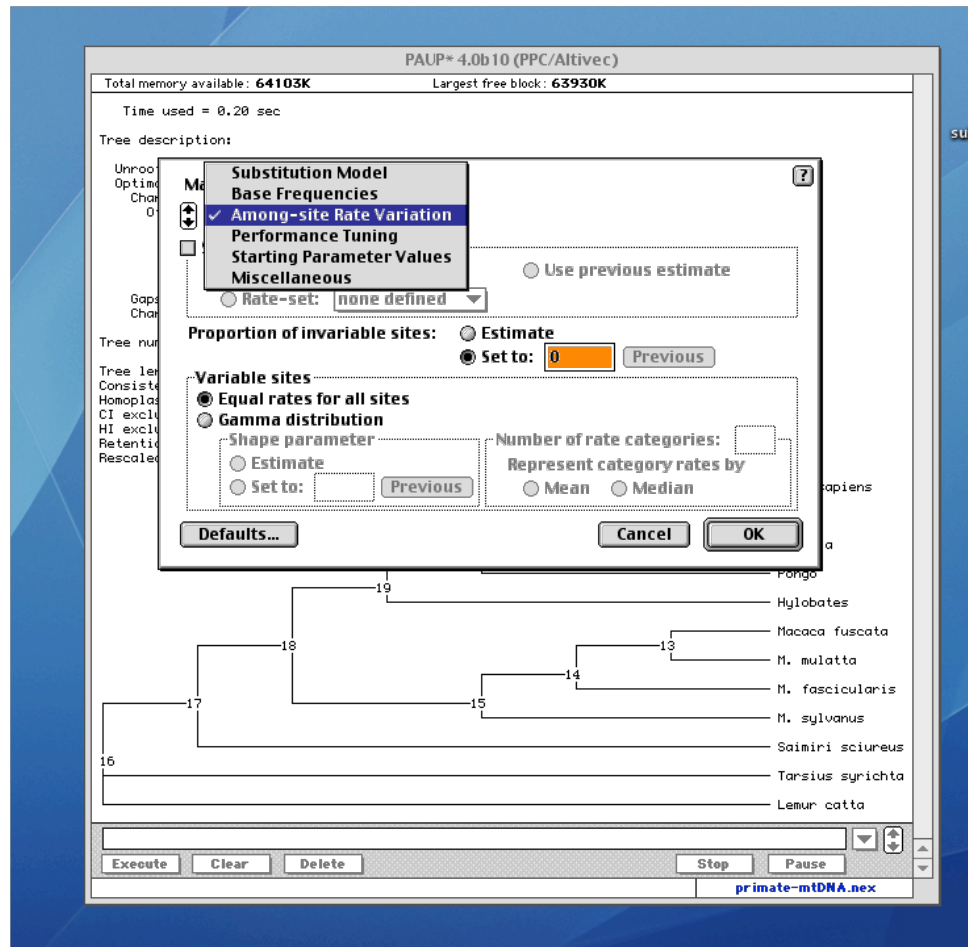 PAUP* 4.0b10 (PPC/Altivec)
Total memory available: 64103K Largest free block: 63930K
Time used = 0.20 sec
Tree description:
su
Substitution Model
Base Frequencies
✓ Among-site Rate Variation
Performance Tuning
Starting Parameter Values
Miscellaneous
?
Use previous estimate
Rate-set: none defined
Proportion of invariable sites: Estimate
Set to: 0 Previous
Variable sites
Equal rates for all sites
Gamma distribution
Shape parameter
Estimate
Set to: Previous
Number of rate categories:
Represent category rates by
Mean Median
Defaults... Cancel OK
Tree
CI
HI
Pongo
19
Hylobates
Macaca fuscata
18 13
M. mulatta
14
M. fascicularis
17 15
M. sylvanus
Saimiri sciureus
16
Tarsius syrichta
Lemur catta
Execute Clear Delete Stop Pause
primate-mtDNA.nex